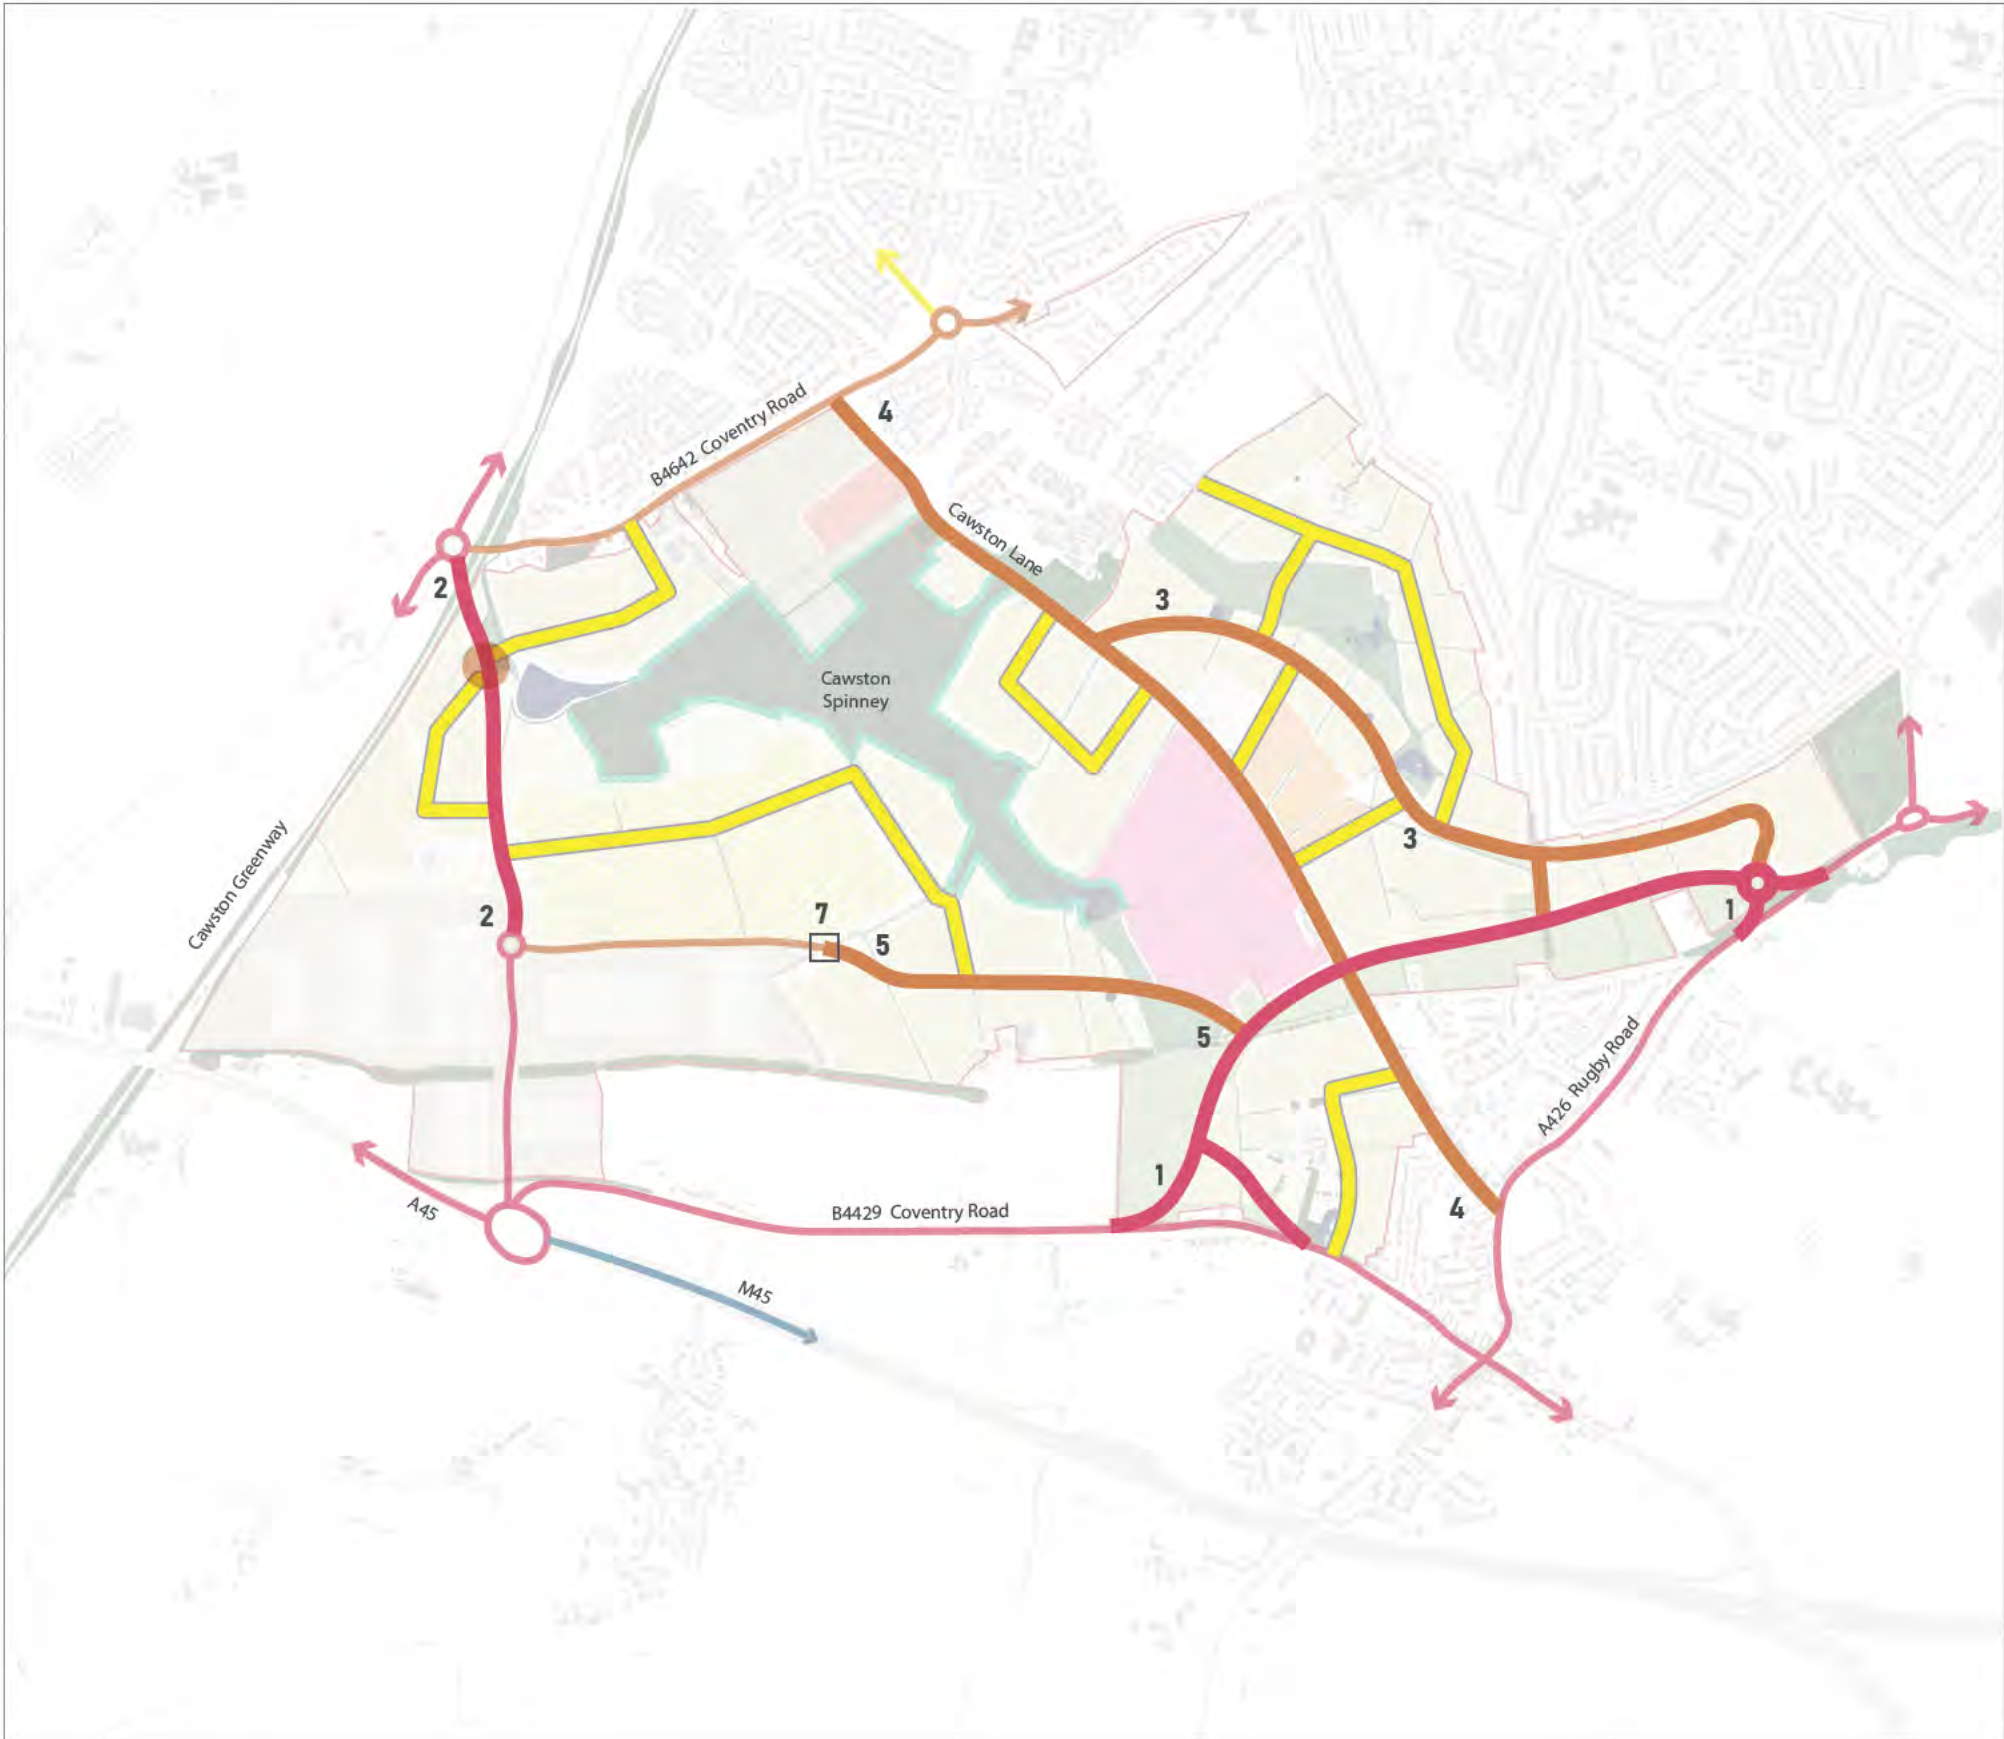 4
B4642 Coventry Road
Cawston Lane
2
3
Cawston
Spinney
3
Cawston Greenway
2
7
5
1
5
A426 Rugby Road
1
4
A45
B4429 Coventry Road
M45